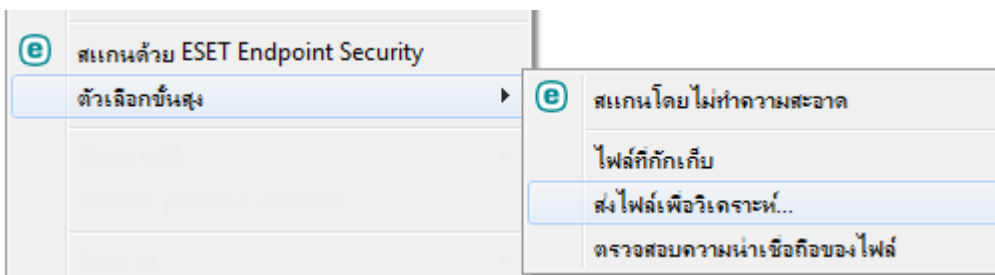 สแกนด้วย ESET Endpoint Security
ตัวเลือกขั้นสูง
สแกนโดยไม่ทำความสะอาด
ไฟล์ที่กักเก็บ
ส่งไฟล์เพื่อวิเคราะห์...
ตรวจสอบความน่าเชื่อถือของไฟล์